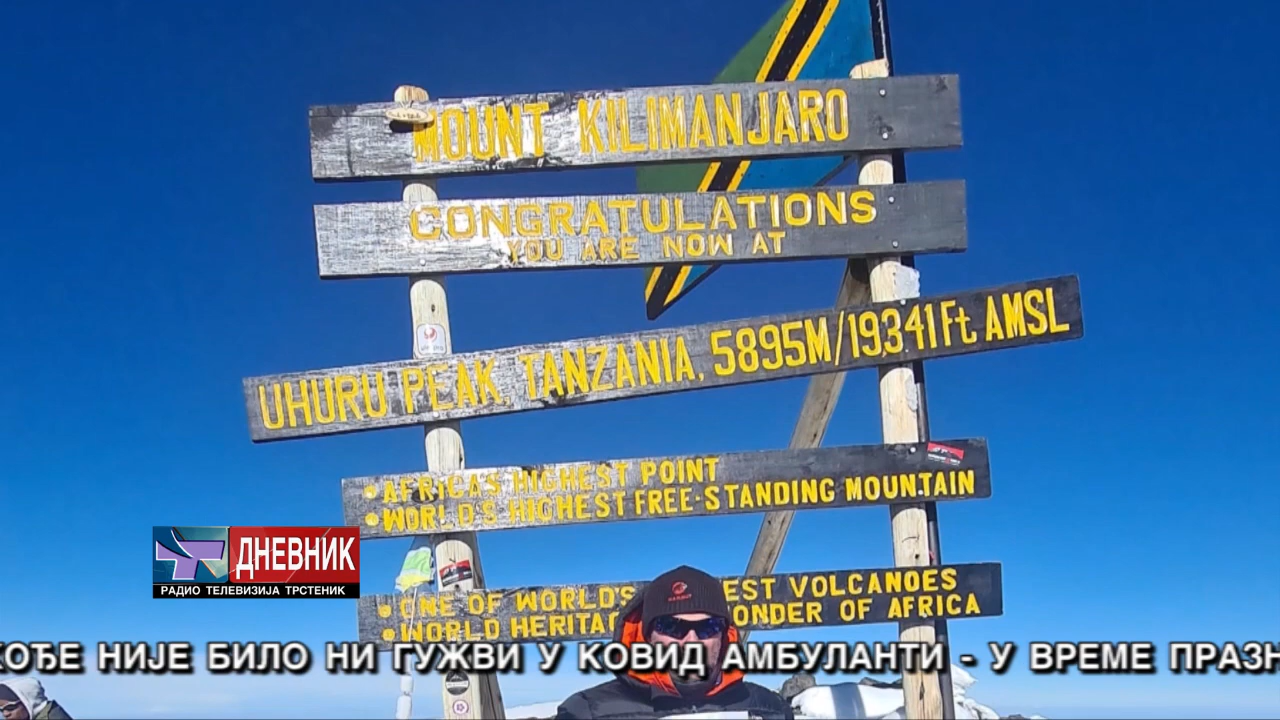 MOUNT KILIMANJARO
CONGRATULATIONS
YOU ARE NOW AT
UHURU PEAK, TANZANIA, 5895M/19341Ft AMSL
•AFRICA'S HIGHEST POINT
•WORLD'S HIGHEST FREE-STANDING MOUNTAIN
•ONE OF WORLD'S EST VOLCANOES
•WORLD HERITAG ONDER OF AFRICA
MAMMUT
ДНЕВНИК
РАДИО ТЕЛЕВИЗИЈА ТРСТЕНИК
КОЂЕ НИЈЕ БИЛО НИ ГУЖВИ У КОВИД АМБУЛАНТИ - У ВРЕМЕ ПРАЗН